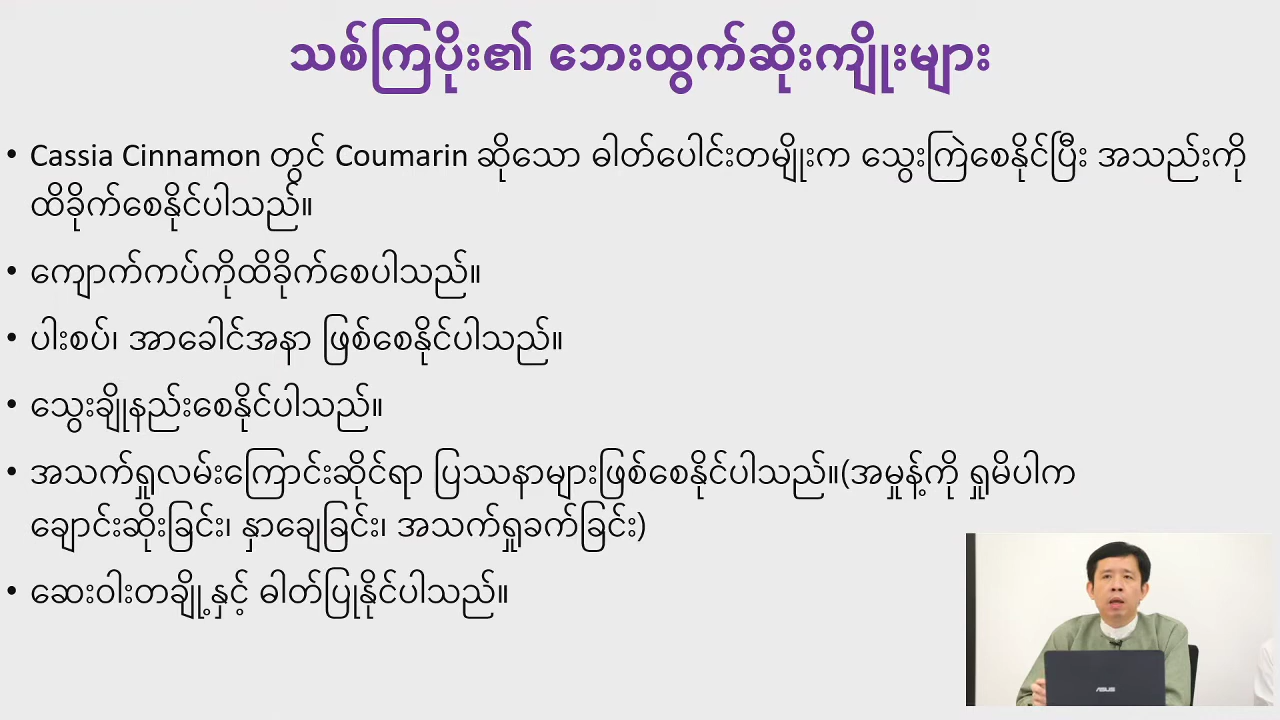 သစ်ကြပိုး၏ ဘေးထွက်ဆိုးကျိုးများ
• Cassia Cinnamon တွင် Coumarin ဆိုသော ဓါတ်ပေါင်းတမျိုးက သွေးကြဲစေနိုင်ပြီး အသည်းကို
ထိခိုက်စေနိုင်ပါသည်။
• ကျောက်ကပ်ကိုထိခိုက်စေပါသည်။
• ပါးစပ်၊ အာခေါင်အနာ ဖြစ်စေနိုင်ပါသည်။
• သွေးချိုနည်းစေနိုင်ပါသည်။
• အသက်ရှူလမ်းကြောင်းဆိုင်ရာ ပြဿနာများဖြစ်စေနိုင်ပါသည်။(အမှုန့်ကို ရှူမိပါက
ချောင်းဆိုးခြင်း၊ နှာချေခြင်း၊ အသက်ရှူခက်ခြင်း)
• ဆေးဝါးတချို့နှင့် ဓါတ်ပြုနိုင်ပါသည်။
ASUS